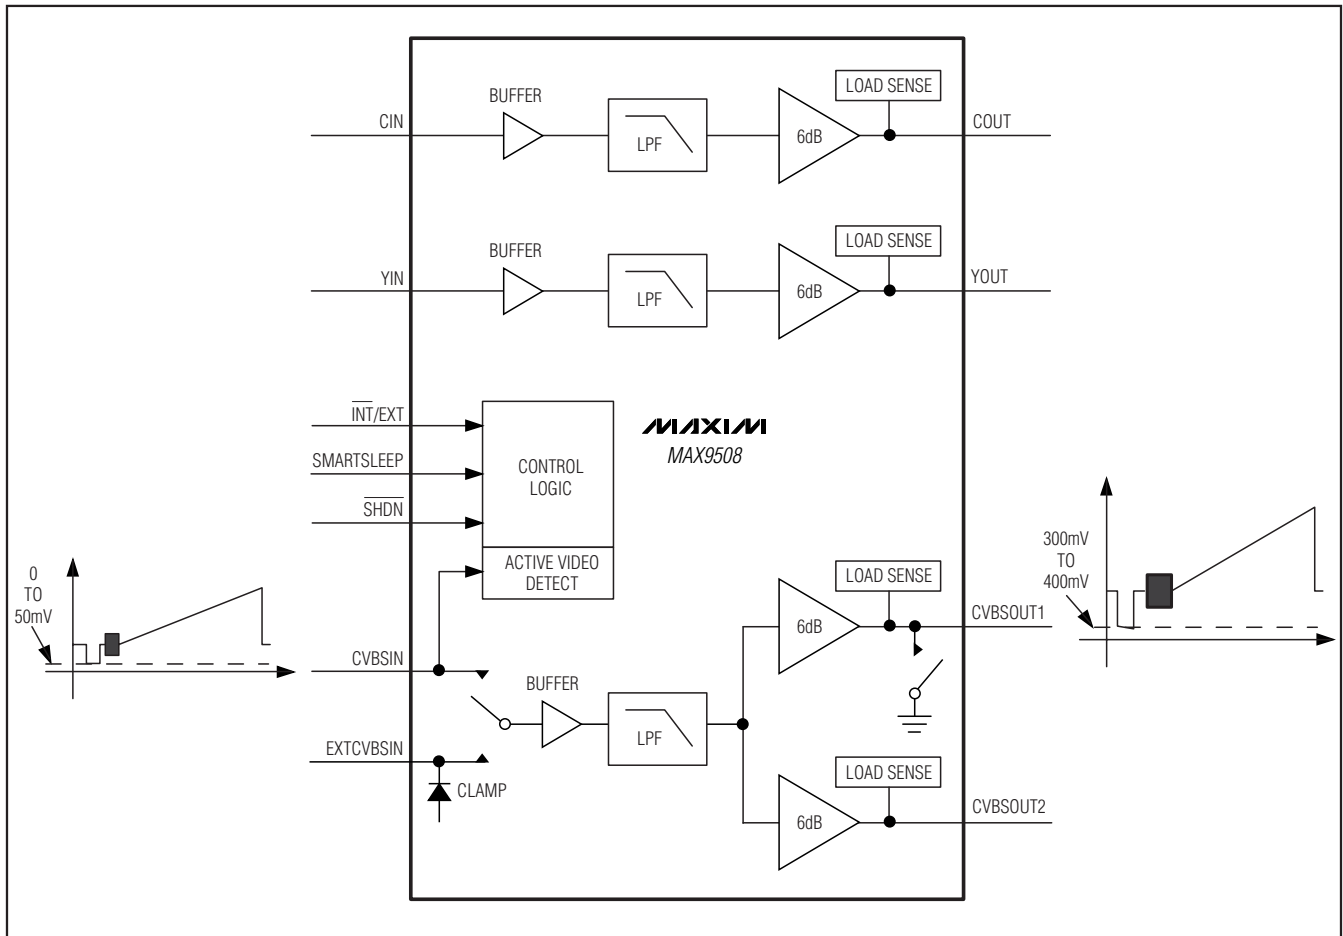 LOAD SENSE
BUFFER
CIN
LPF
6dB
COUT
LOAD SENSE
BUFFER
YIN
LPF
6dB
YOUT
INT/EXT
SMARTSLEEP
SHDN
CONTROL
LOGIC
ACTIVE VIDEO
DETECT
MAXIM
MAX9508
0
TO
50mV
300mV
TO
400mV
LOAD SENSE
6dB
CVBSOUT1
CVBSIN
BUFFER
LPF
EXTCVBSIN
CLAMP
LOAD SENSE
6dB
CVBSOUT2